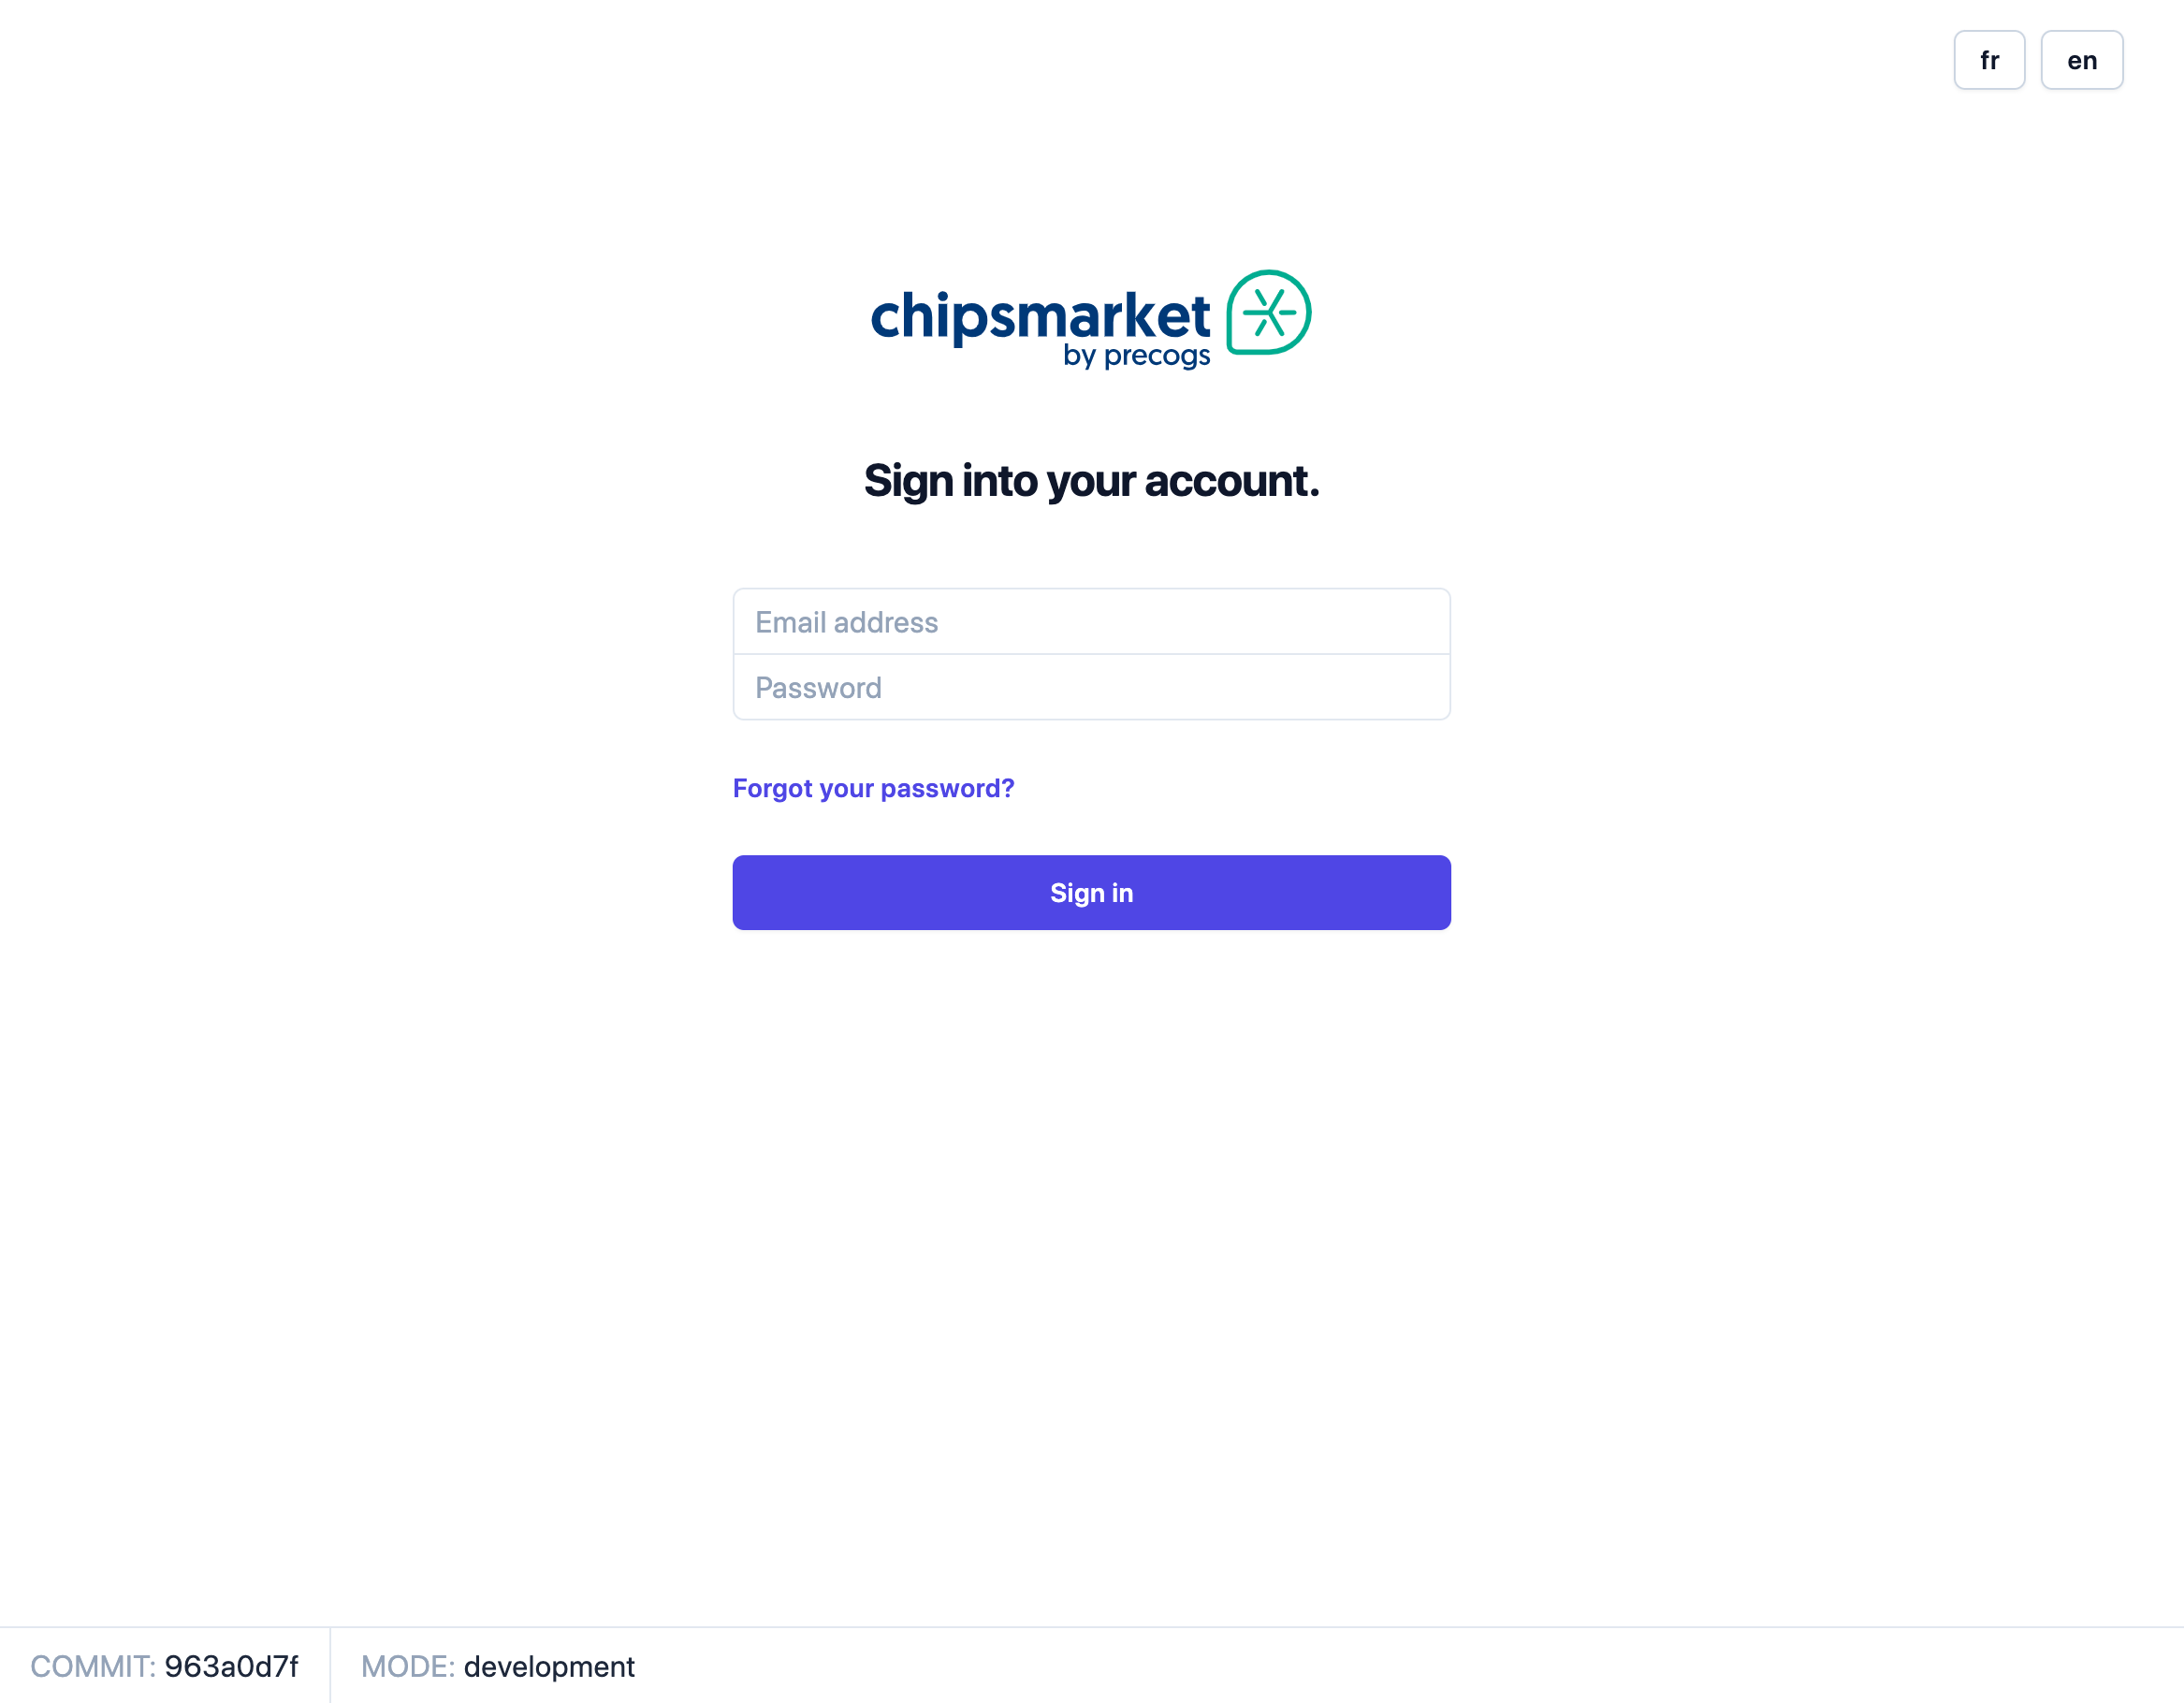 fr en
chipsmarket
by precogs
Sign into your account.
Email address
Password
Forgot your password?
Sign in
COMMIT: 963a0d7f MODE: development